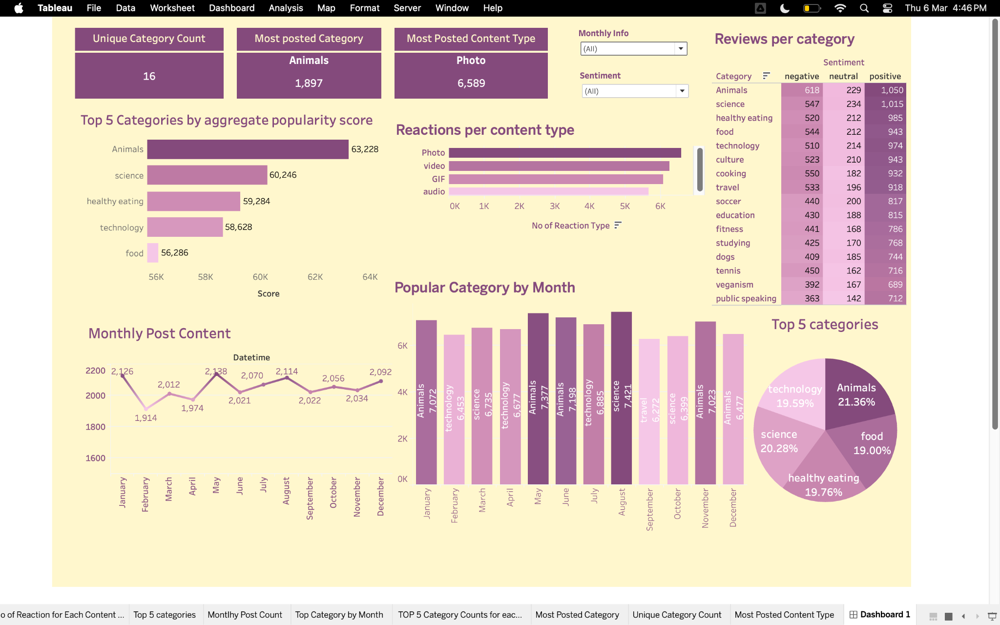 Tableau File Data Worksheet Dashboard Analysis Map Format Server Window Help Thu 6 Mar 4:46 PM
Unique Category Count
16
Most posted Category
Animals
1,897
Most Posted Content Type
Photo
6,589
Monthly Info
(All)
Sentiment
(All)
Reviews per category
Sentiment
Category negative neutral positive
Animals 618 229 1,050
science 547 234 1,015
healthy eating 520 212 985
food 544 212 943
technology 510 214 974
culture 523 210 943
cooking 550 182 932
travel 533 196 918
soccer 440 200 817
education 430 188 815
fitness 441 168 786
studying 425 170 768
dogs 409 185 744
tennis 450 162 716
veganism 392 167 689
public speaking 363 142 712
Top 5 Categories by aggregate popularity score
Animals 63,228
science 60,246
healthy eating 59,284
technology 58,628
food 56,286
56K 58K 60K 62K 64K
Score
Reactions per content type
Photo
video
GIF
audio
0K 1K 2K 3K 4K 5K 6K
No of Reaction Type
Monthly Post Content
Datetime
2200
2000
1800
1600
2,126
1,914
2,012
1,974
2,138
2,021
2,070
2,114
2,022
2,056
2,034
2,092
January
February
March
April
May
June
July
August
September
October
November
December
Popular Category by Month
6K
4K
2K
0K
Animals
7,072
technology
6,453
science
6,735
technology
6,677
Animals
7,377
Animals
7,198
technology
6,885
science
7,421
travel
6,272
science
6,399
Animals
7,023
Animals
6,477
January
February
March
April
May
June
July
August
September
October
November
December
Top 5 categories
Animals
21.36%
food
19.00%
healthy eating
19.76%
science
20.28%
technology
19.59%
o of Reaction for Each Content ... Top 5 categories Montlhy Post Count Top Category by Month TOP 5 Category Counts for eac... Most Posted Category Unique Category Count Most Posted Content Type Dashboard 1